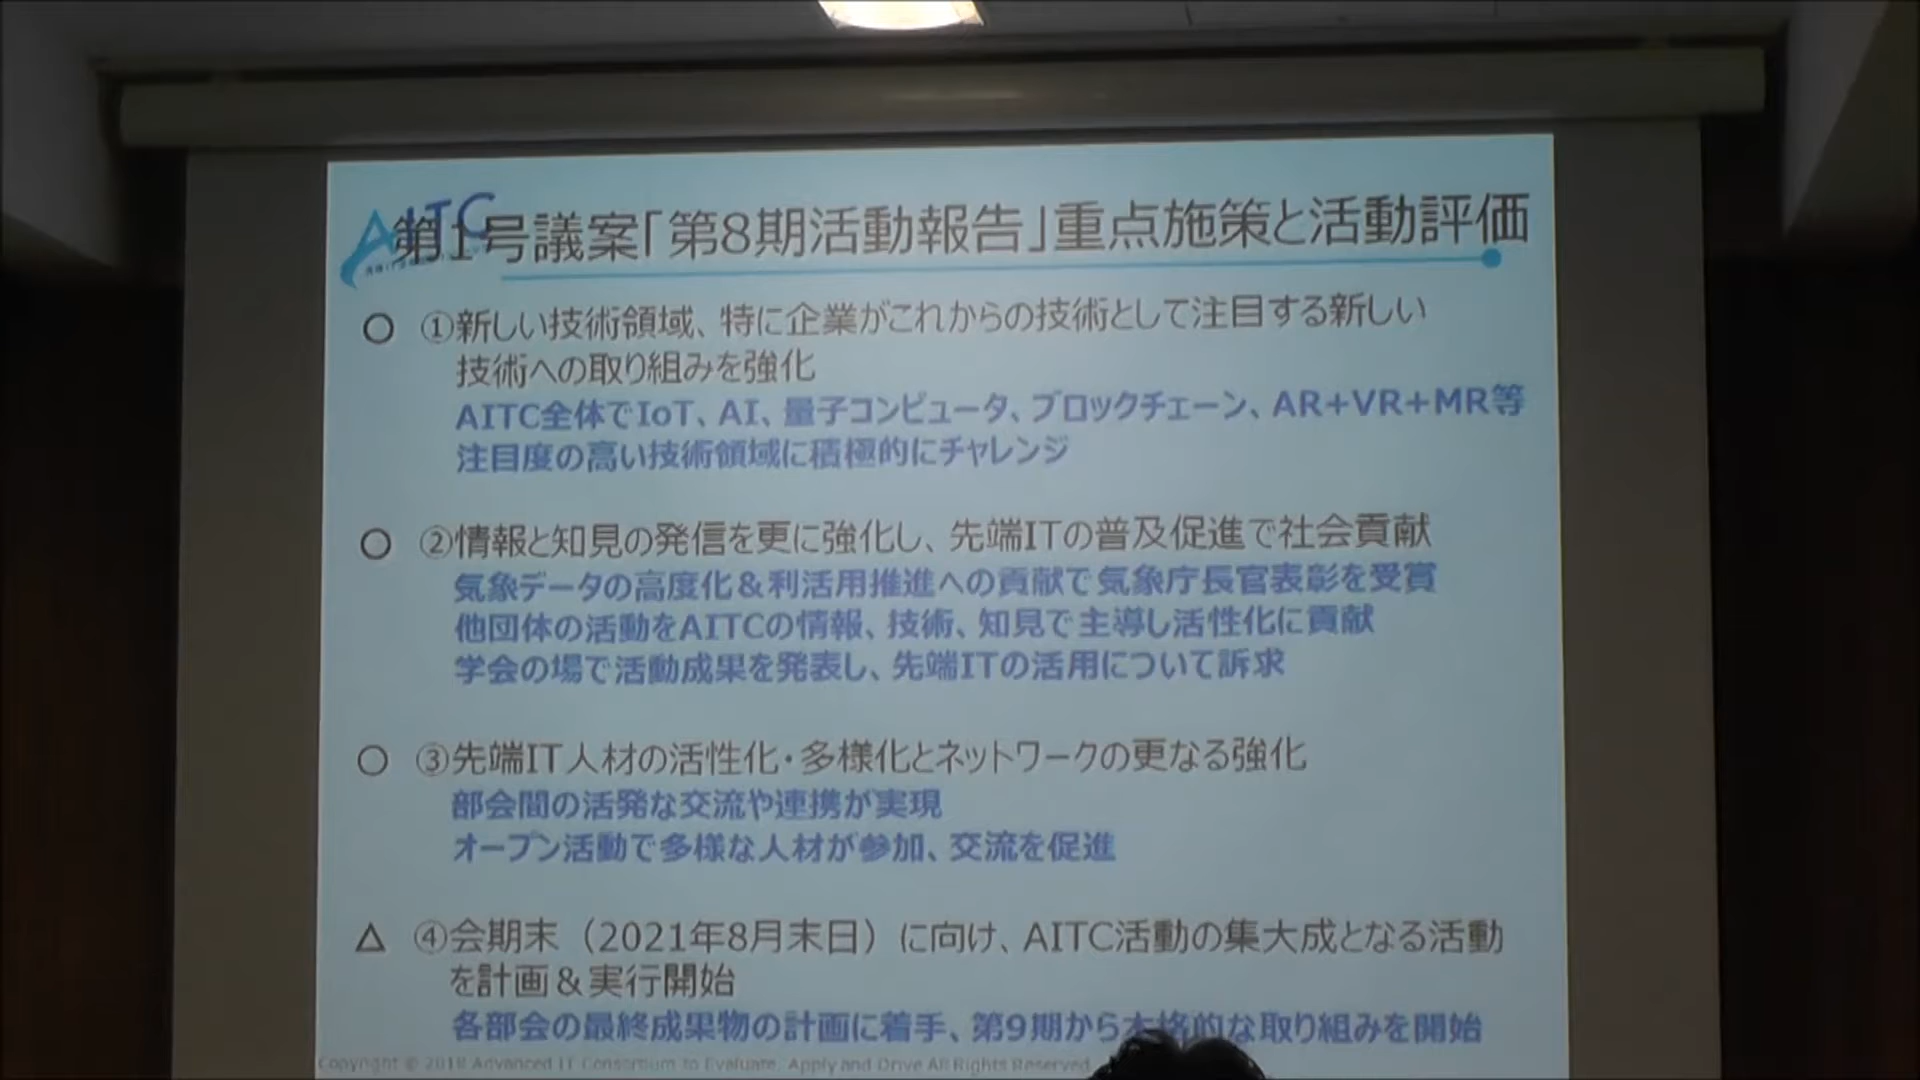 AITC
第1号議案「第8期活動報告」重点施策と活動評価
○ ①新しい技術領域、特に企業がこれからの技術として注目する新しい
技術への取り組みを強化
AITC全体でIoT、AI、量子コンピュータ、ブロックチェーン、AR+VR+MR等
注目度の高い技術領域に積極的にチャレンジ
○ ②情報と知見の発信を更に強化し、先端ITの普及促進で社会貢献
気象データの高度化&利活用推進への貢献で気象庁長官表彰を受賞
他団体の活動をAITCの情報、技術、知見で主導し活性化に貢献
学会の場で活動成果を発表し、先端ITの活用について訴求
○ ③先端IT人材の活性化・多様化とネットワークの更なる強化
部会間の活発な交流や連携が実現
オープン活動で多様な人材が参加、交流を促進
△ ④会期末（2021年8月末日）に向け、AITC活動の集大成となる活動
を計画&実行開始
各部会の最終成果物の計画に着手、第9期から本格的な取り組みを開始
Copyright © 2018 Advanced IT Consortium to Evaluate, Apply and Drive All Rights Reserved.